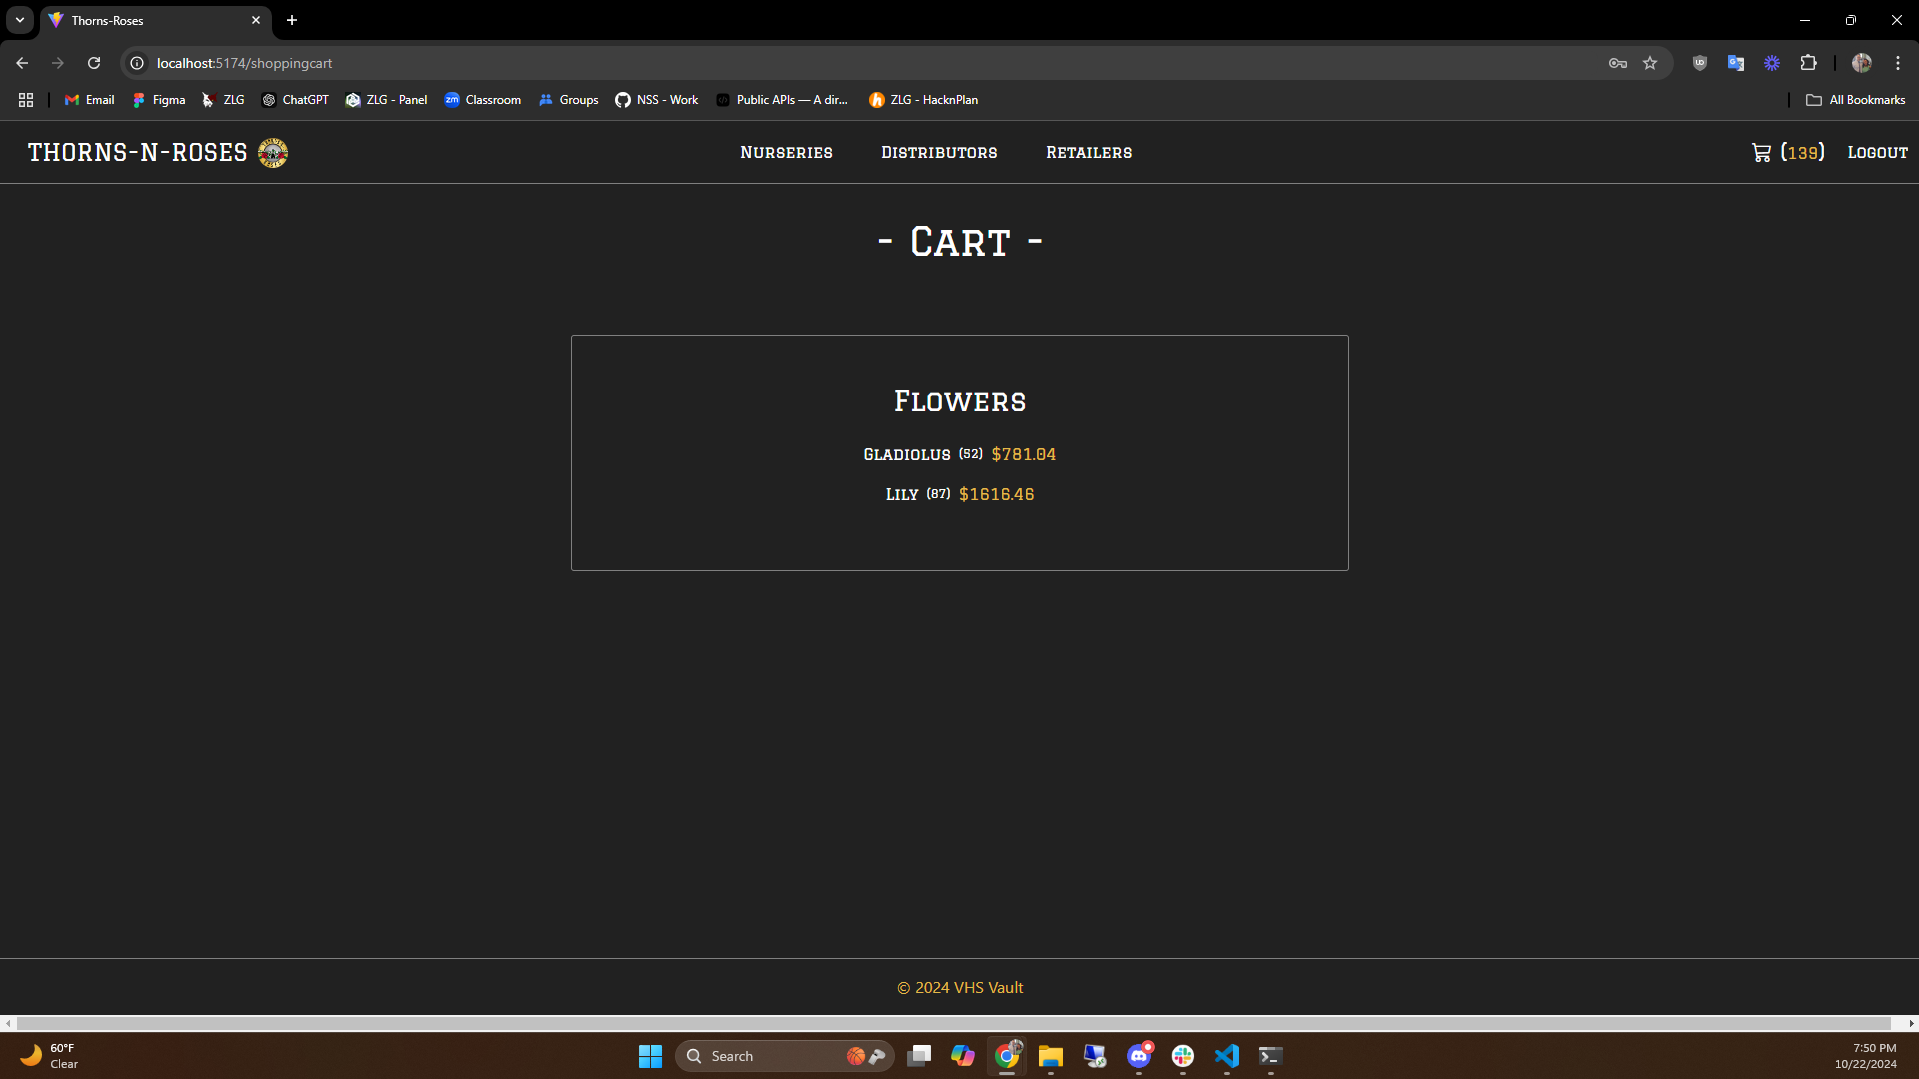 Thorns-Roses
localhost:5174/shoppingcart
Email Figma ZLG ChatGPT ZLG - Panel Classroom Groups NSS - Work Public APIs — A dir... ZLG - HacknPlan All Bookmarks
THORNS-N-ROSES Nurseries Distributors Retailers (139) Logout
- Cart -
Flowers
Gladiolus (52) $781.04
Lily (87) $1616.46
© 2024 VHS Vault
60°F
Clear
Search
7:50 PM
10/22/2024